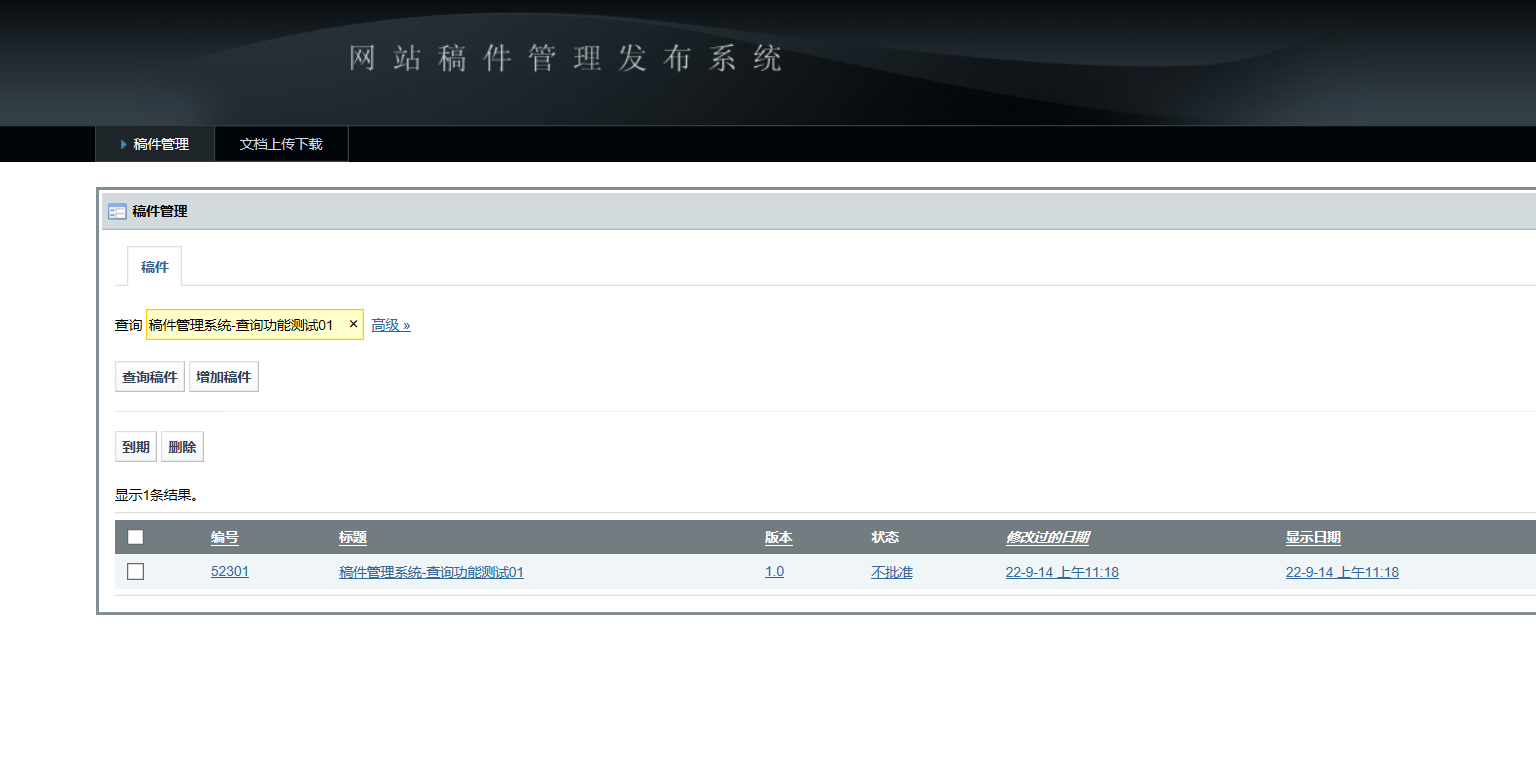 网站稿件管理发布系统
稿件管理 文档上传下载
稿件管理
稿件
查询 稿件管理系统-查询功能测试01 × 高级 »
查询稿件 增加稿件
到期 删除
显示1条结果。
编号 标题 版本 状态 修改过的日期 显示日期
52301 稿件管理系统-查询功能测试01 1.0 不批准 22-9-14 上午11:18 22-9-14 上午11:18